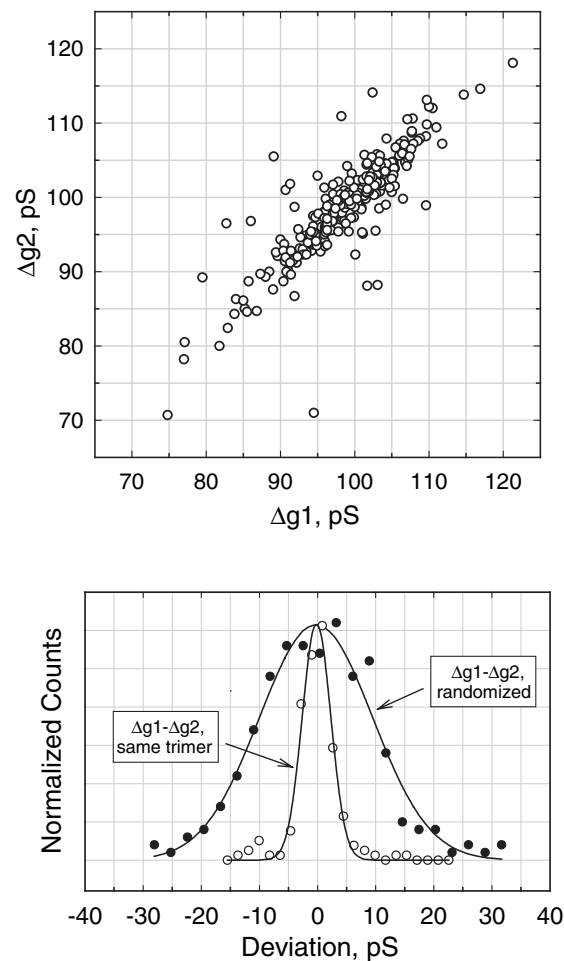 120
110
100
90
80
70
Δg2, pS
70 80 90 100 110 120
Δg1, pS
Normalized Counts
Δg1-Δg2,
same trimer
Δg1-Δg2,
randomized
-40 -30 -20 -10 0 10 20 30 40
Deviation, pS